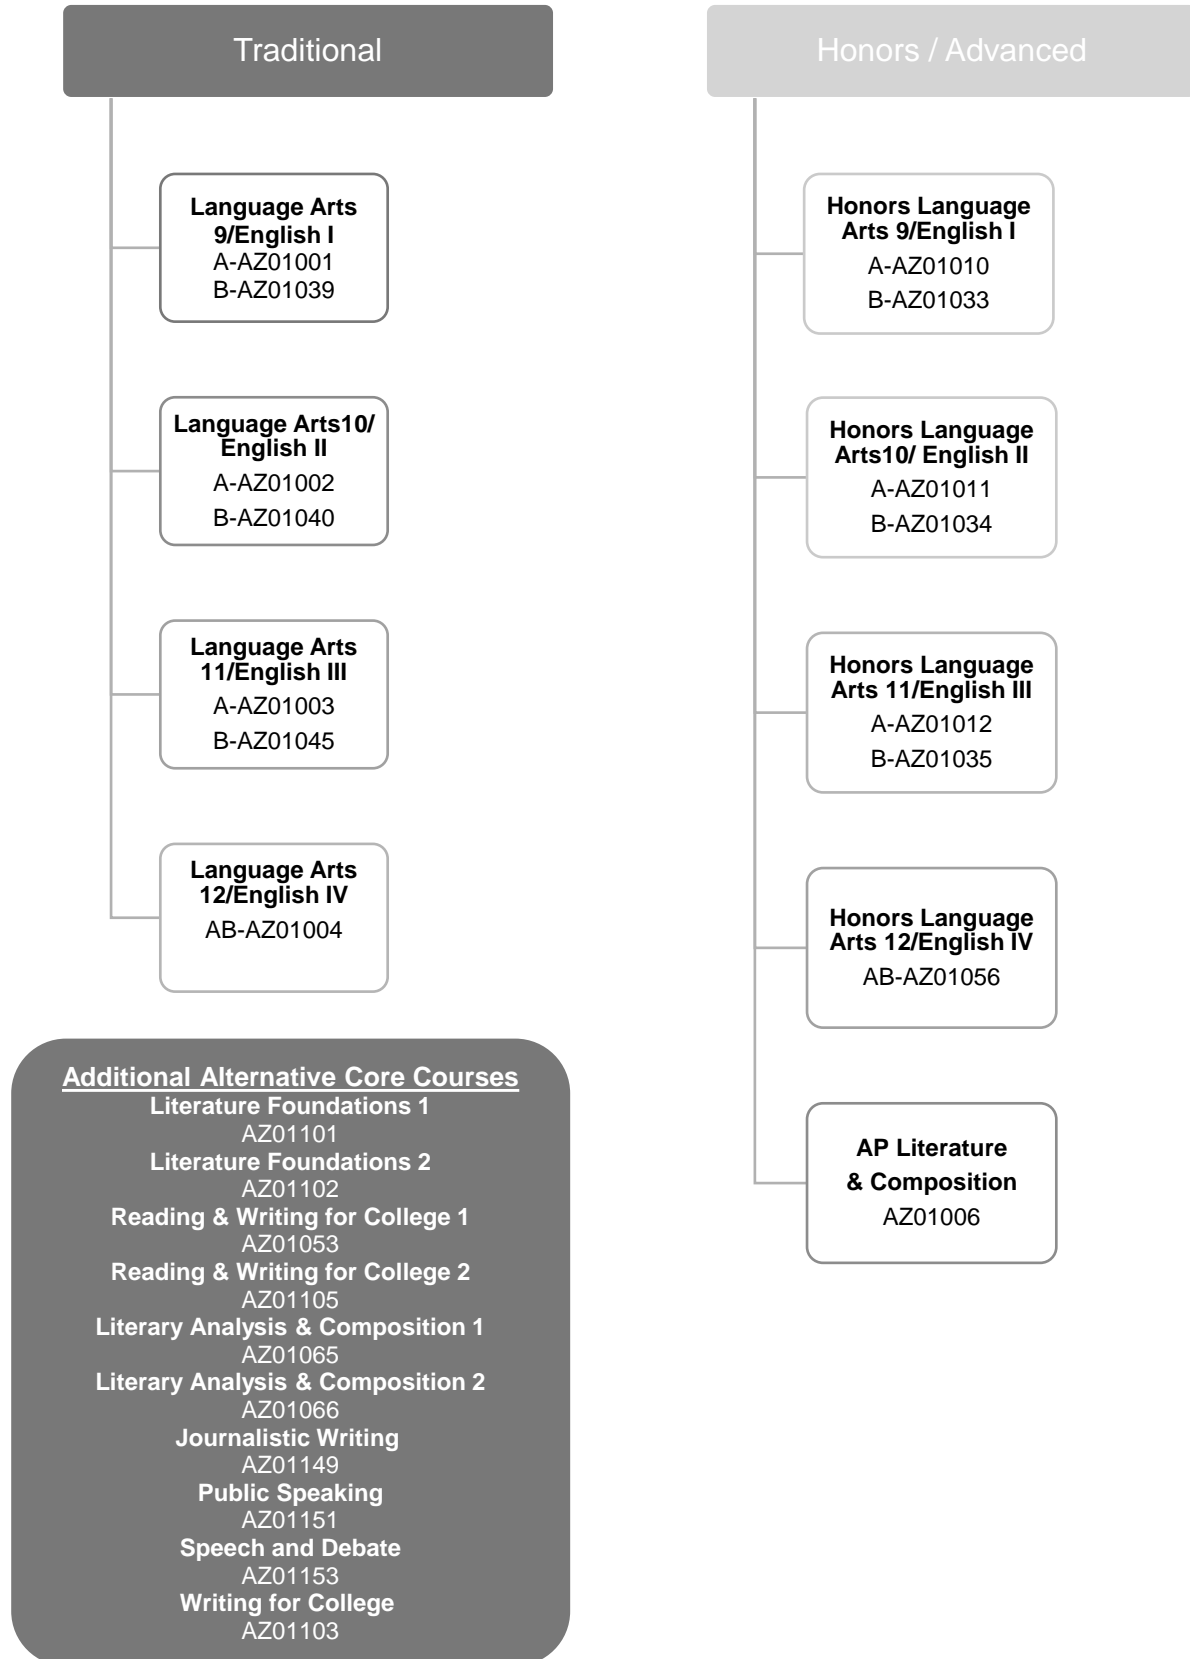 Traditional
Language Arts
9/English I
A-AZ01001
B-AZ01039
Language Arts10/
English II
A-AZ01002
B-AZ01040
Language Arts
11/English III
A-AZ01003
B-AZ01045
Language Arts
12/English IV
AB-AZ01004
Honors / Advanced
Honors Language
Arts 9/English I
A-AZ01010
B-AZ01033
Honors Language
Arts10/ English II
A-AZ01011
B-AZ01034
Honors Language
Arts 11/English III
A-AZ01012
B-AZ01035
Honors Language
Arts 12/English IV
AB-AZ01056
AP Literature
& Composition
AZ01006
Additional Alternative Core Courses
Literature Foundations 1
AZ01101
Literature Foundations 2
AZ01102
Reading & Writing for College 1
AZ01053
Reading & Writing for College 2
AZ01105
Literary Analysis & Composition 1
AZ01065
Literary Analysis & Composition 2
AZ01066
Journalistic Writing
AZ01149
Public Speaking
AZ01151
Speech and Debate
AZ01153
Writing for College
AZ01103